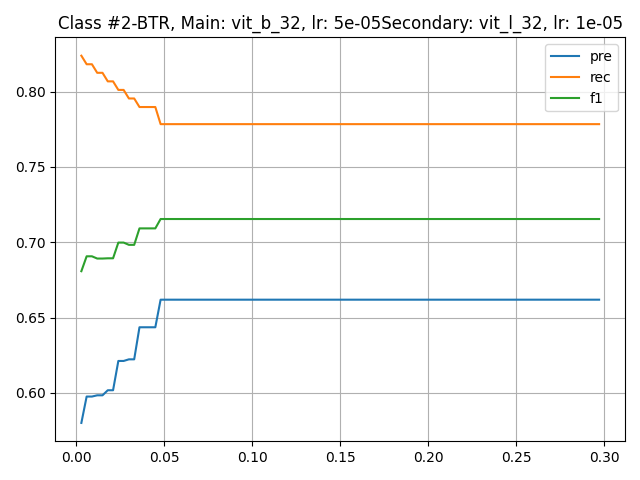 Class #2-BTR, Main: vit_b_32, lr: 5e-05Secondary: vit_l_32, lr: 1e-05
pre
rec
f1
0.80
0.75
0.70
0.65
0.60
0.00 0.05 0.10 0.15 0.20 0.25 0.30